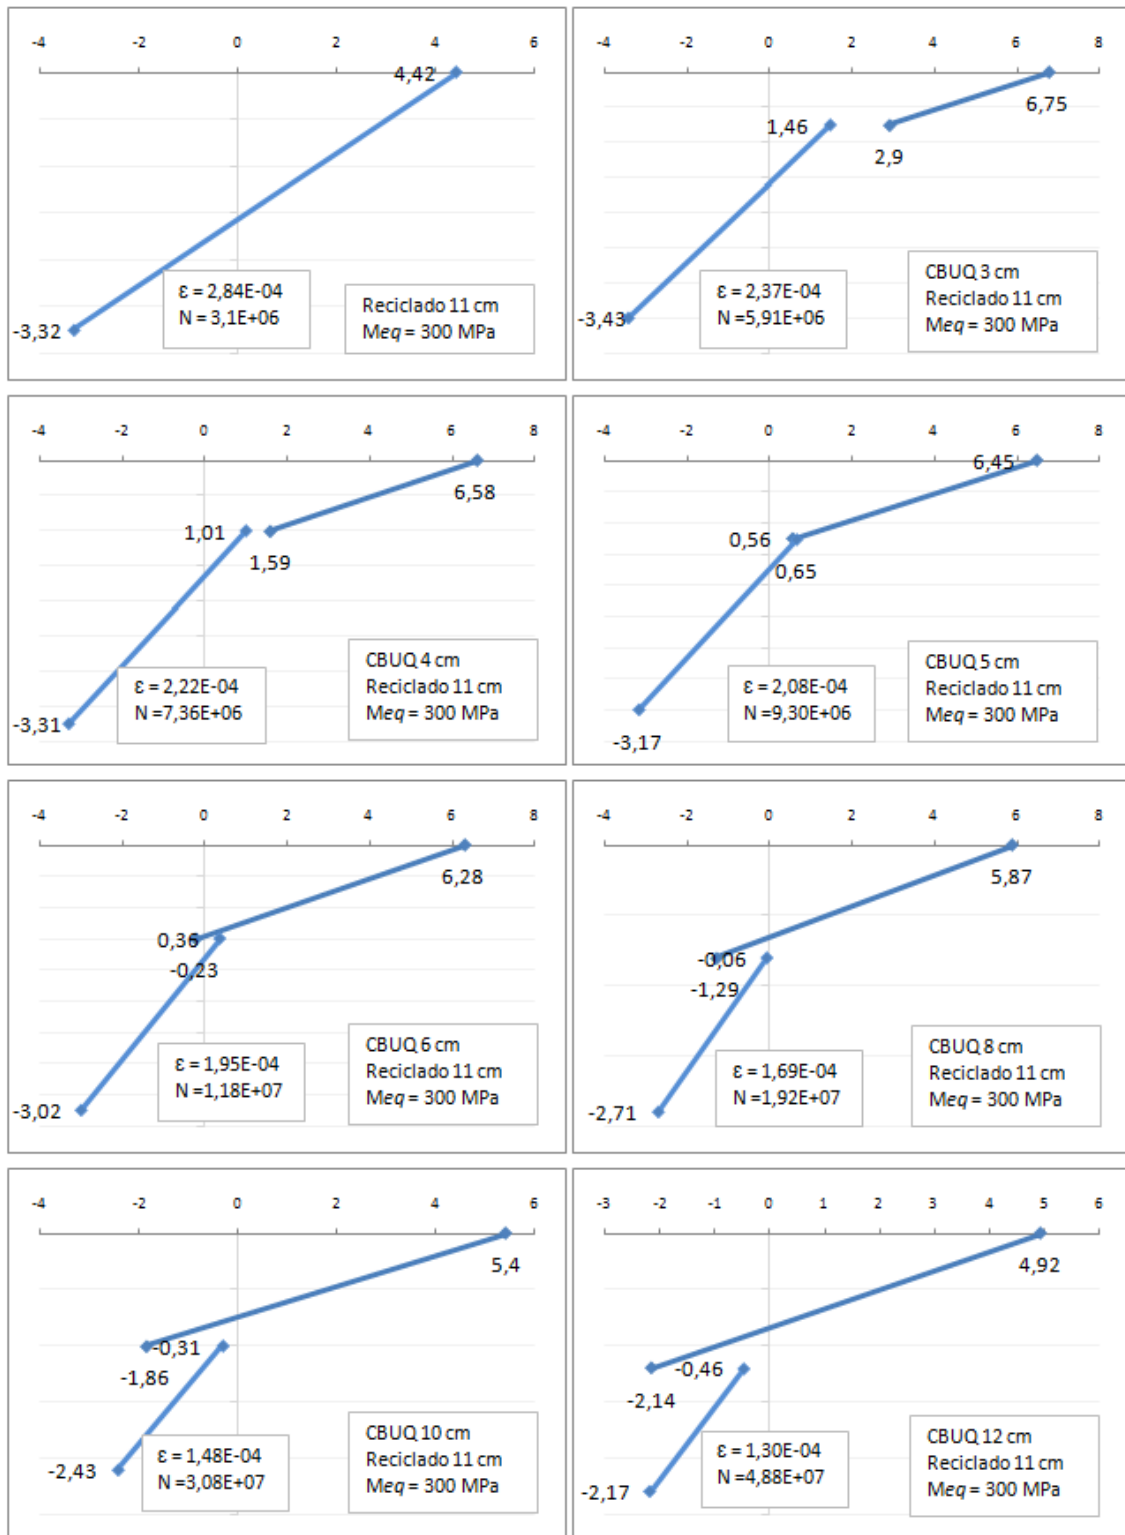 -4 0 2 4 6
4,42
-3,32
ε = 2,84E-04
N = 3,1E+06
Reciclado 11 cm
Meq = 300 MPa
-4 -2 0 2 4 6 8
6,75
1,46
2,9
-3,43
ε = 2,37E-04
N =5,91E+06
CBUQ 3 cm
Reciclado 11 cm
Meq = 300 MPa
-4 -2 0 2 4 6 8
6,58
1,01
1,59
-3,31
ε = 2,22E-04
N =7,36E+06
CBUQ 4 cm
Reciclado 11 cm
Meq = 300 MPa
-4 -2 0 2 4 6 8
6,45
0,56
0,65
-3,17
ε = 2,08E-04
N =9,30E+06
CBUQ 5 cm
Reciclado 11 cm
Meq = 300 MPa
-4 -2 0 2 4 6 8
6,28
0,36
-0,23
-3,02
ε = 1,95E-04
N =1,18E+07
CBUQ 6 cm
Reciclado 11 cm
Meq = 300 MPa
-4 -2 0 2 4 6 8
5,87
-0,06
-1,29
-2,71
ε = 1,69E-04
N =1,92E+07
CBUQ 8 cm
Reciclado 11 cm
Meq = 300 MPa
-4 -2 0 2 4 6
5,4
-0,31
-1,86
-2,43
ε = 1,48E-04
N =3,08E+07
CBUQ 10 cm
Reciclado 11 cm
Meq = 300 MPa
-3 -2 -1 0 1 2 3 4 5 6
4,92
-0,46
-2,14
-2,17
ε = 1,30E-04
N =4,88E+07
CBUQ 12 cm
Reciclado 11 cm
Meq = 300 MPa